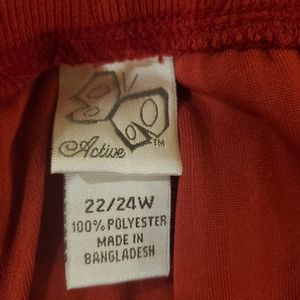 Active
TM
22/24W
100% POLYESTER
MADE IN
BANGLADESH